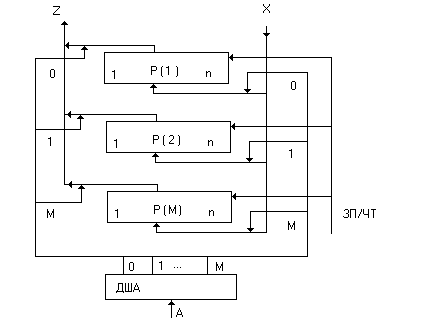 Z X
1 P(1) n
0 0
1 P(2) n
1 1
1 P(M) n
M M ЗП/ЧТ
0 1 ... M
ДША
A